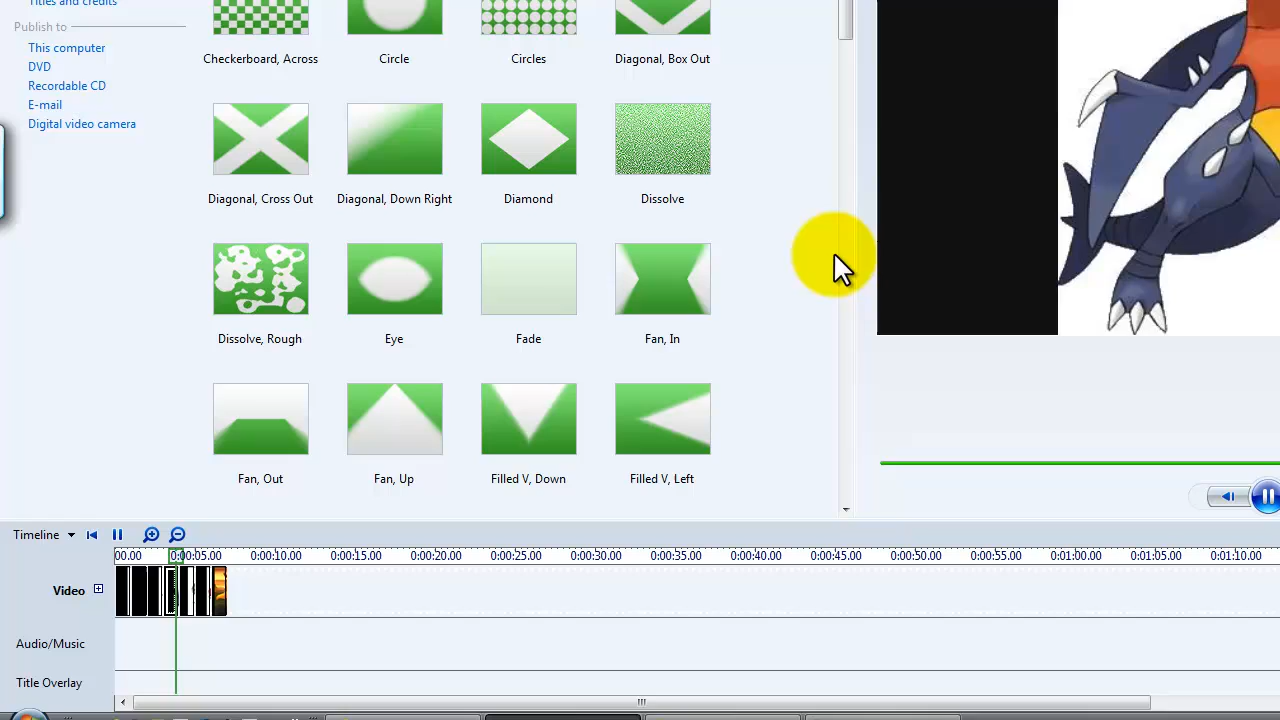 Titles and credits
Publish to
This computer
DVD
Recordable CD
E-mail
Digital video camera
Checkerboard, Across
Circle
Circles
Diagonal, Box Out
Diagonal, Cross Out
Diagonal, Down Right
Diamond
Dissolve
Dissolve, Rough
Eye
Fade
Fan, In
Fan, Out
Fan, Up
Filled V, Down
Filled V, Left
Timeline
00.00 0:00:05.00 0:00:10.00 0:00:15.00 0:00:20.00 0:00:25.00 0:00:30.00 0:00:35.00 0:00:40.00 0:00:45.00 0:00:50.00 0:00:55.00 0:01:00.00 0:01:05.00 0:01:10.00
Video
Audio/Music
Title Overlay